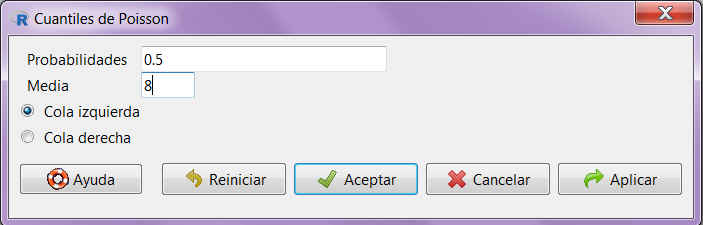 Cuantiles de Poisson
Probabilidades 0.5
Media 8
Cola izquierda
Cola derecha
Ayuda Reiniciar Aceptar Cancelar Aplicar